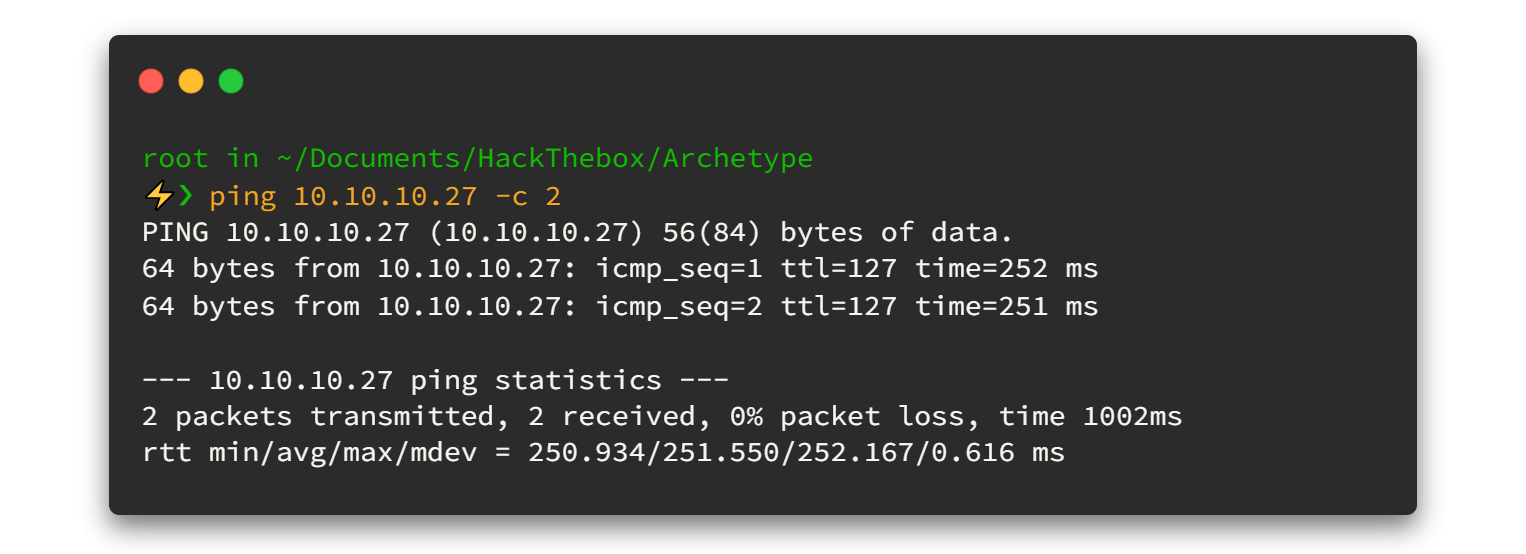 root in ~/Documents/HackThebox/Archetype
⚡❯ ping 10.10.10.27 -c 2
PING 10.10.10.27 (10.10.10.27) 56(84) bytes of data.
64 bytes from 10.10.10.27: icmp_seq=1 ttl=127 time=252 ms
64 bytes from 10.10.10.27: icmp_seq=2 ttl=127 time=251 ms
--- 10.10.10.27 ping statistics ---
2 packets transmitted, 2 received, 0% packet loss, time 1002ms
rtt min/avg/max/mdev = 250.934/251.550/252.167/0.616 ms